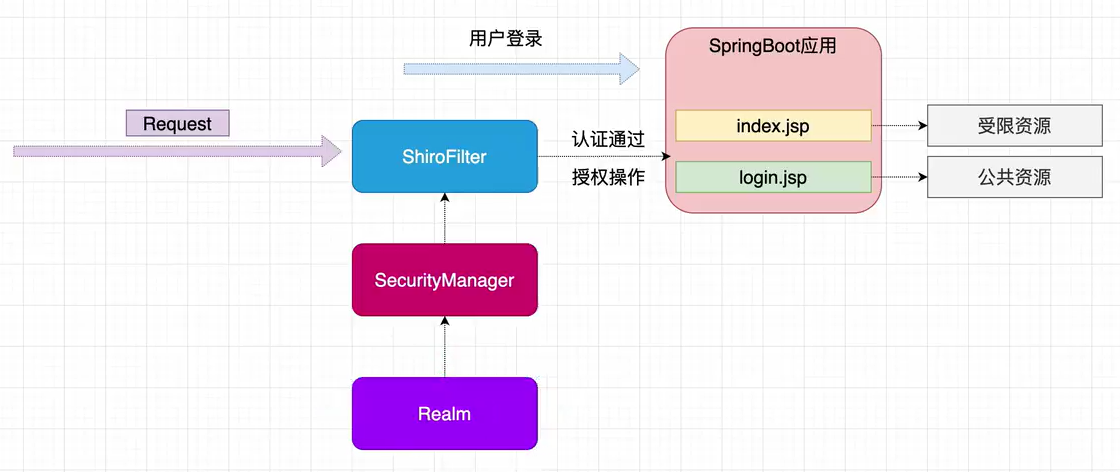 用户登录
SpringBoot应用
Request
index.jsp
受限资源
ShiroFilter
认证通过
授权操作
login.jsp
公共资源
SecurityManager
Realm